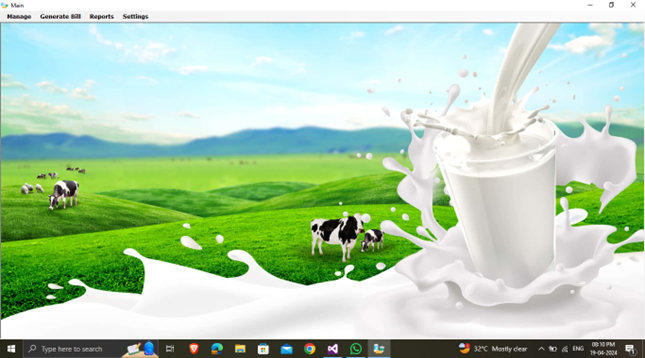 Main
Manage Generate Bill Reports Settings
Type here to search
32°C Mostly clear
ENG
08:10 PM
19-04-2024